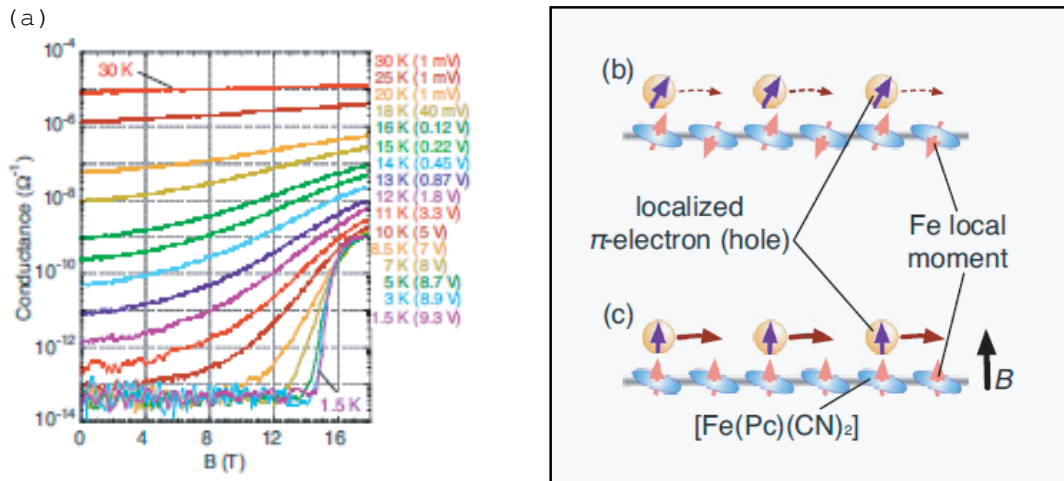 (a)
10⁻⁴
10⁻⁶
10⁻⁸
10⁻¹⁰
10⁻¹²
10⁻¹⁴
Conductance (Ω⁻¹)
0 4 8 12 16
B (T)
30 K
1.5 K
30 K (1 mV)
25 K (1 mV)
20 K (1 mV)
18 K (40 mV)
16 K (0.12 V)
15 K (0.22 V)
14 K (0.45 V)
13 K (0.87 V)
12 K (1.8 V)
11 K (3.3 V)
10 K (5 V)
8.5 K (7 V)
7 K (8 V)
5 K (8.7 V)
3 K (8.9 V)
1.5 K (9.3 V)
(b)
localized
π-electron (hole)
Fe local
moment
(c)
B
[Fe(Pc)(CN)₂]